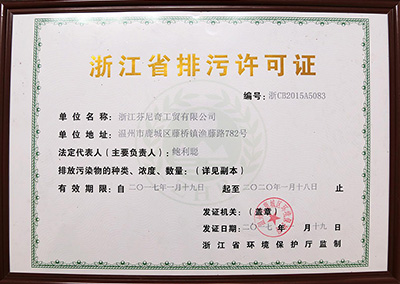 浙江省排污许可证
编号：浙CB2015A5083
单位名称：浙江芬尼奇工贸有限公司
单位地址：温州市鹿城区藤桥镇渔藤路782号
法定代表人（主要负责人）：鲍利聪
排放污染物的种类、浓度、数量：（详见副本）
有效期限：自二〇一七年一月十九日起至二〇二〇年一月十八日止
发证机关：（盖章）
发证日期：二〇一七年 月十九日
浙江省环境保护厅监制